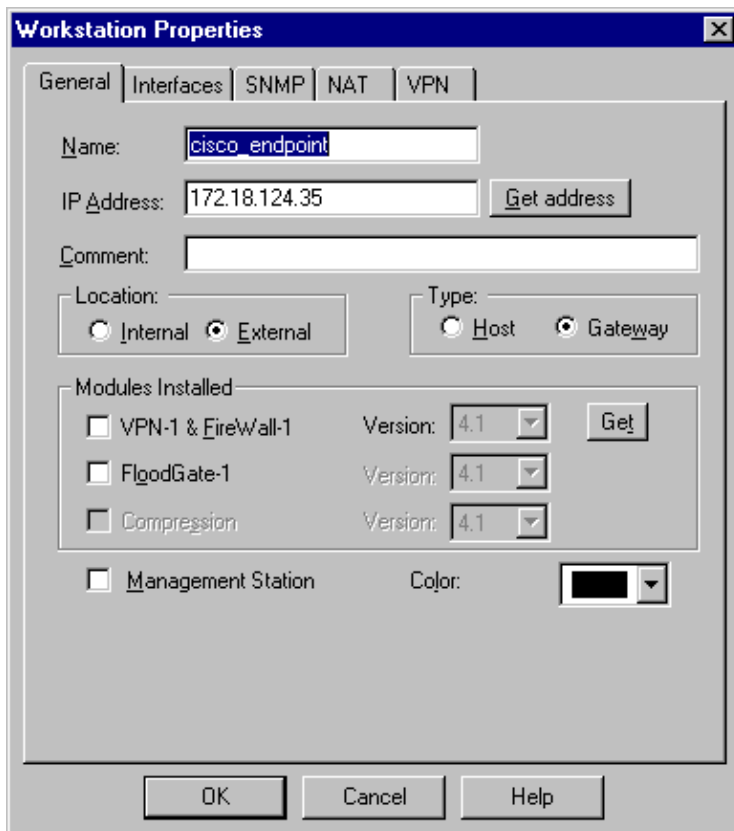 Workstation Properties
General Interfaces SNMP NAT VPN
Name: cisco_endpoint
IP Address: 172.18.124.35 Get address
Comment:
Location: Type:
Internal External Host Gateway
Modules Installed
VPN-1 & FireWall-1 Version: 4.1 Get
FloodGate-1 Version: 4.1
Compression Version: 4.1
Management Station Color:
OK Cancel Help